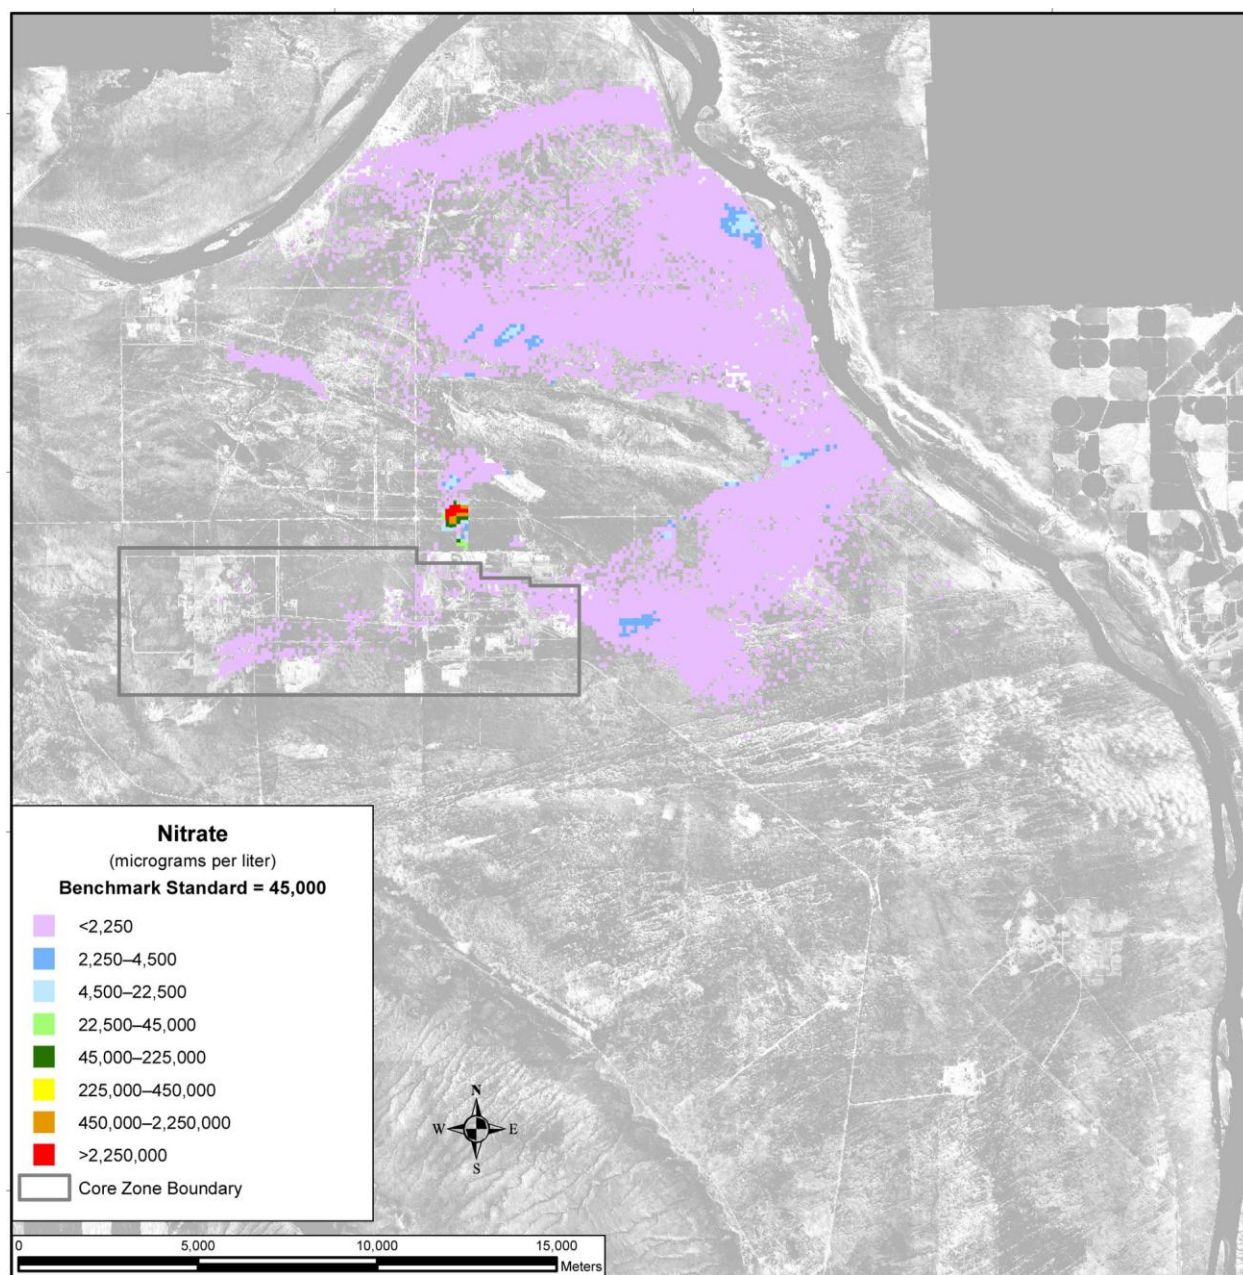 Nitrate
(micrograms per liter)
Benchmark Standard = 45,000
<2,250
2,250–4,500
4,500–22,500
22,500–45,000
45,000–225,000
225,000–450,000
450,000–2,250,000
>2,250,000
Core Zone Boundary
N
W E
S
0 5,000 10,000 15,000
Meters